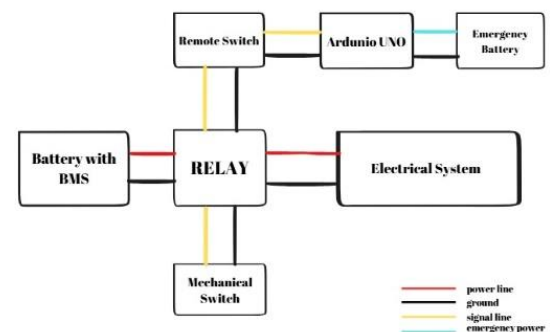 Remote Switch
Ardunio UNO
Emergency
Battery
Battery with
BMS
RELAY
Electrical System
Mechanical
Switch
power line
ground
signal line
emergency power